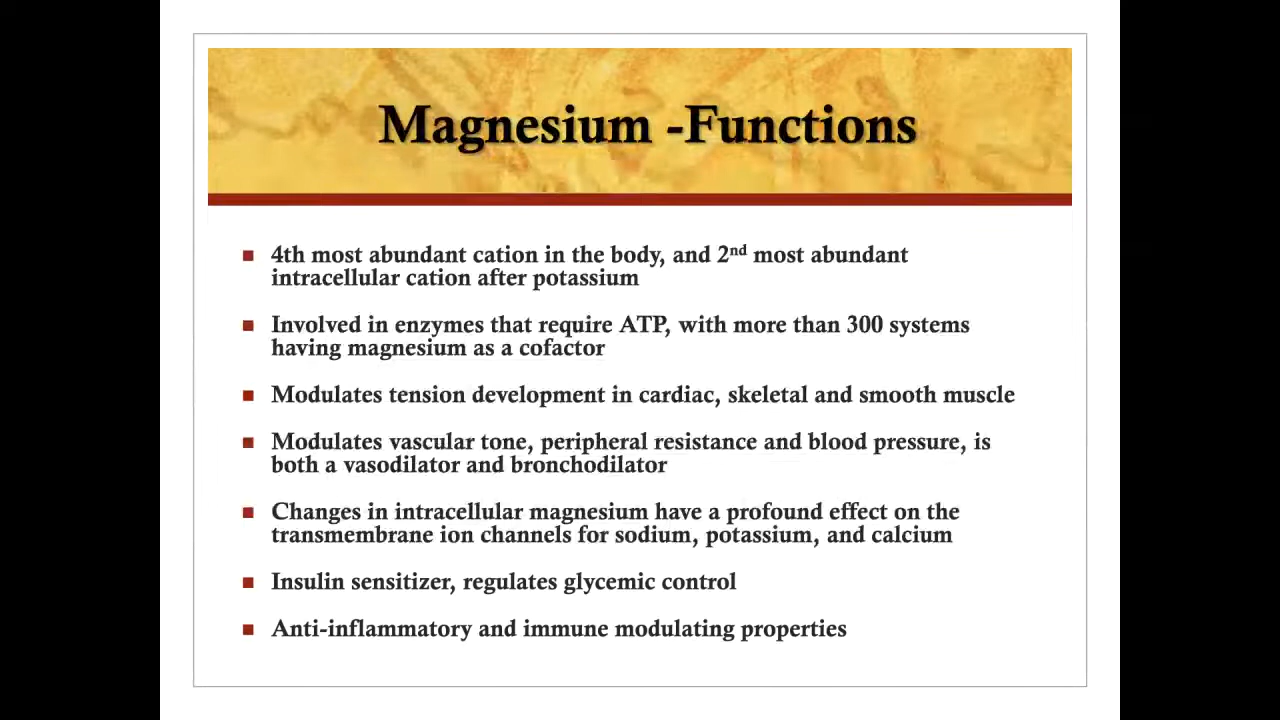 Magnesium -Functions
4th most abundant cation in the body, and 2nd most abundant
intracellular cation after potassium
Involved in enzymes that require ATP, with more than 300 systems
having magnesium as a cofactor
Modulates tension development in cardiac, skeletal and smooth muscle
Modulates vascular tone, peripheral resistance and blood pressure, is
both a vasodilator and bronchodilator
Changes in intracellular magnesium have a profound effect on the
transmembrane ion channels for sodium, potassium, and calcium
Insulin sensitizer, regulates glycemic control
Anti-inflammatory and immune modulating properties